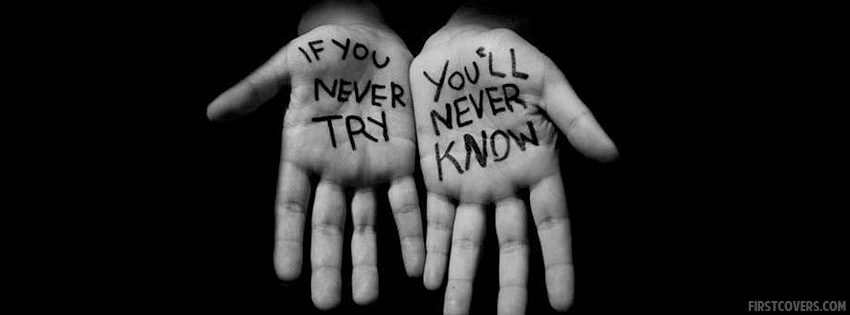 IF YOU
NEVER
TRY
YOU'LL
NEVER
KNOW
FIRSTCOVERS.COM